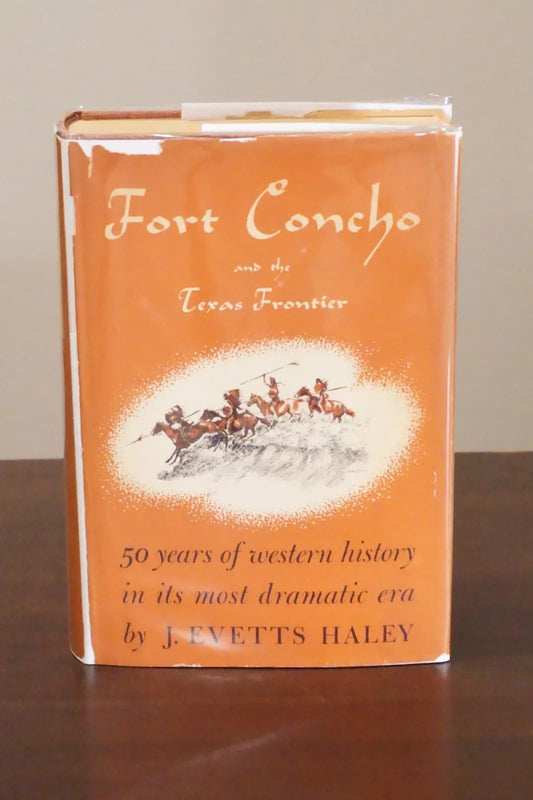 Fort Concho
and the
Texas Frontier
50 years of western history
in its most dramatic era
by J. EVETTS HALEY